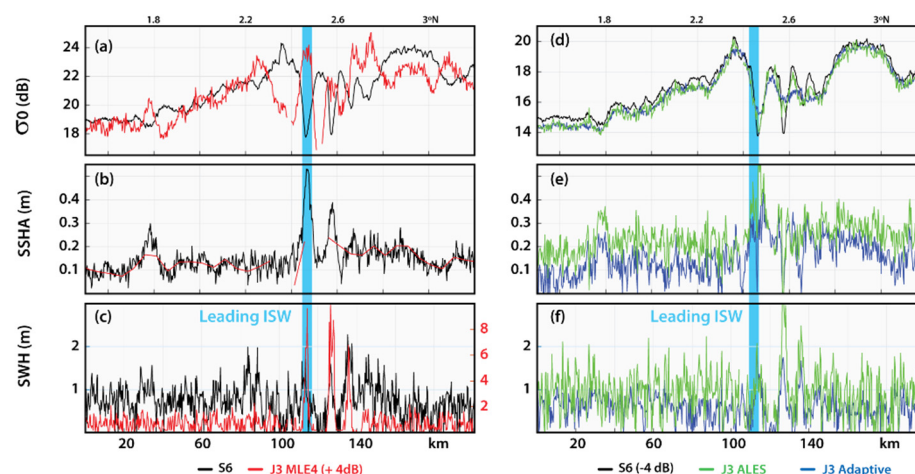 1.8 2.2 2.6 3ºN
1.8 2.2 2.6 3ºN
(a)
24
22
20
18
σ0 (dB)
(d)
20
18
16
14
(b)
0.4
0.3
0.2
0.1
SSHA (m)
(e)
0.4
0.3
0.2
0.1
(c)
Leading ISW
2
1
SWH (m)
8
6
4
2
(f)
Leading ISW
2
1
20 60 100 140 km
20 60 100 140 km
S6 J3 MLE4 (+ 4dB)
S6 (-4 dB) J3 ALES J3 Adaptive